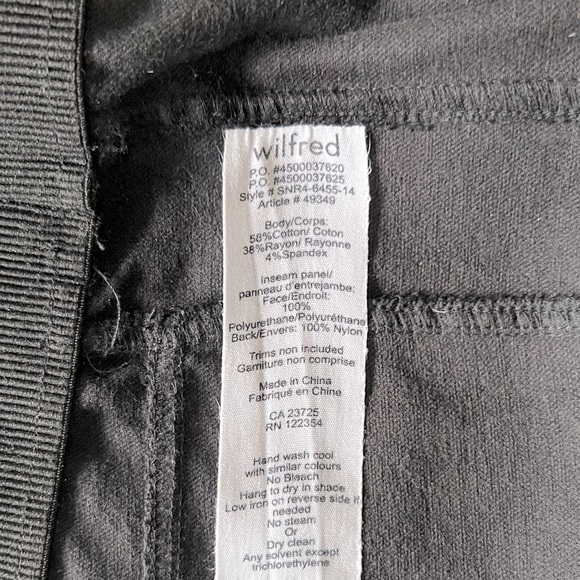 wilfred
P.O. #4500037620
P.O. #4500037625
Style # SNR4-6455-14
Article # 49349
Body/Corps:
58%Cotton/ Coton
38%Rayon/ Rayonne
4%Spandex
Inseam panel/
panneau d'entrejambe:
Face/Endroit:
100%
Polyurethane/Polyuréthane
Back/Envers: 100% Nylon
Trims non included
Garniture non comprise
Made in China
Fabriqué en Chine
CA 23725
RN 122354
Hand wash cool
with similar colours
No Bleach
Hang to dry in shade
Low iron on reverse side if
needed
No steam
Or
Dry clean
Any solvent except
trichlorethylene